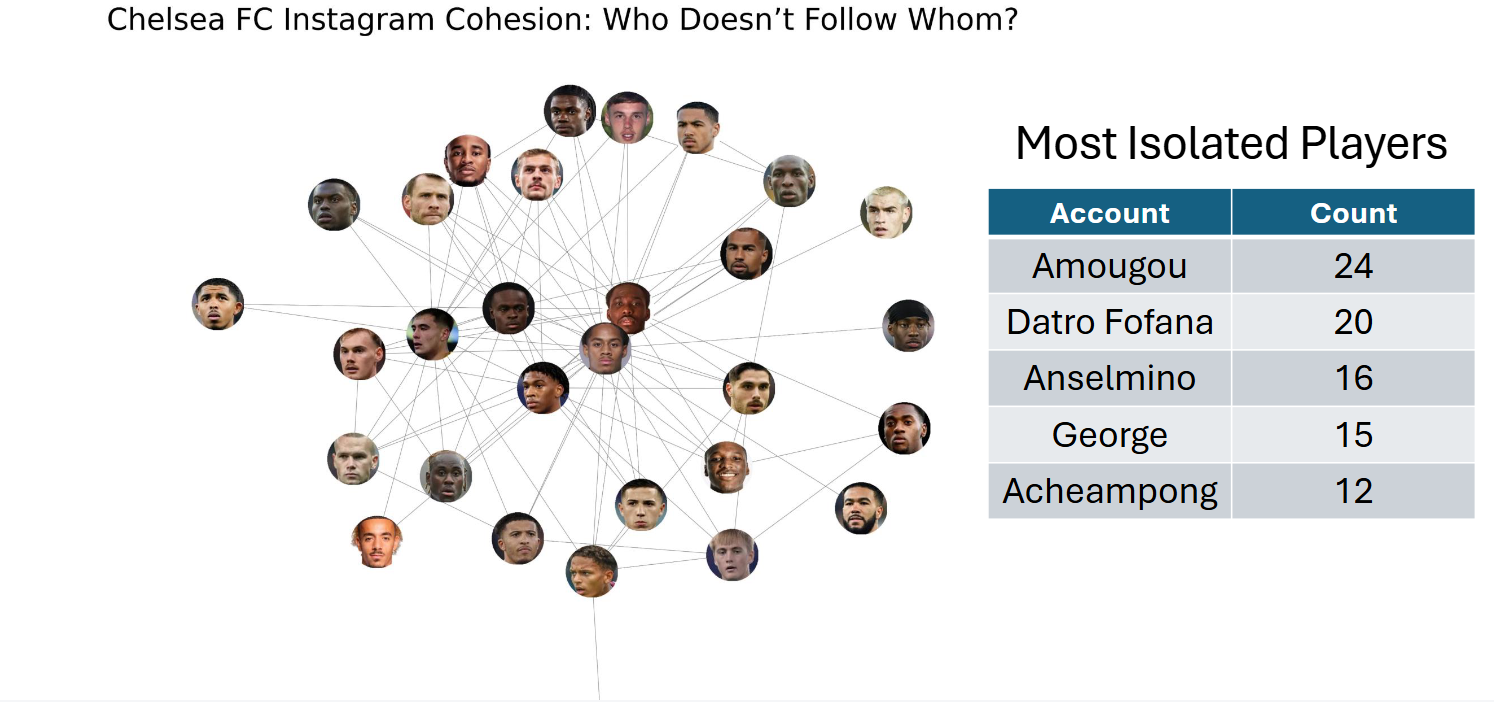 Chelsea FC Instagram Cohesion: Who Doesn’t Follow Whom?
Most Isolated Players
Account Count
Amougou 24
Datro Fofana 20
Anselmino 16
George 15
Acheampong 12